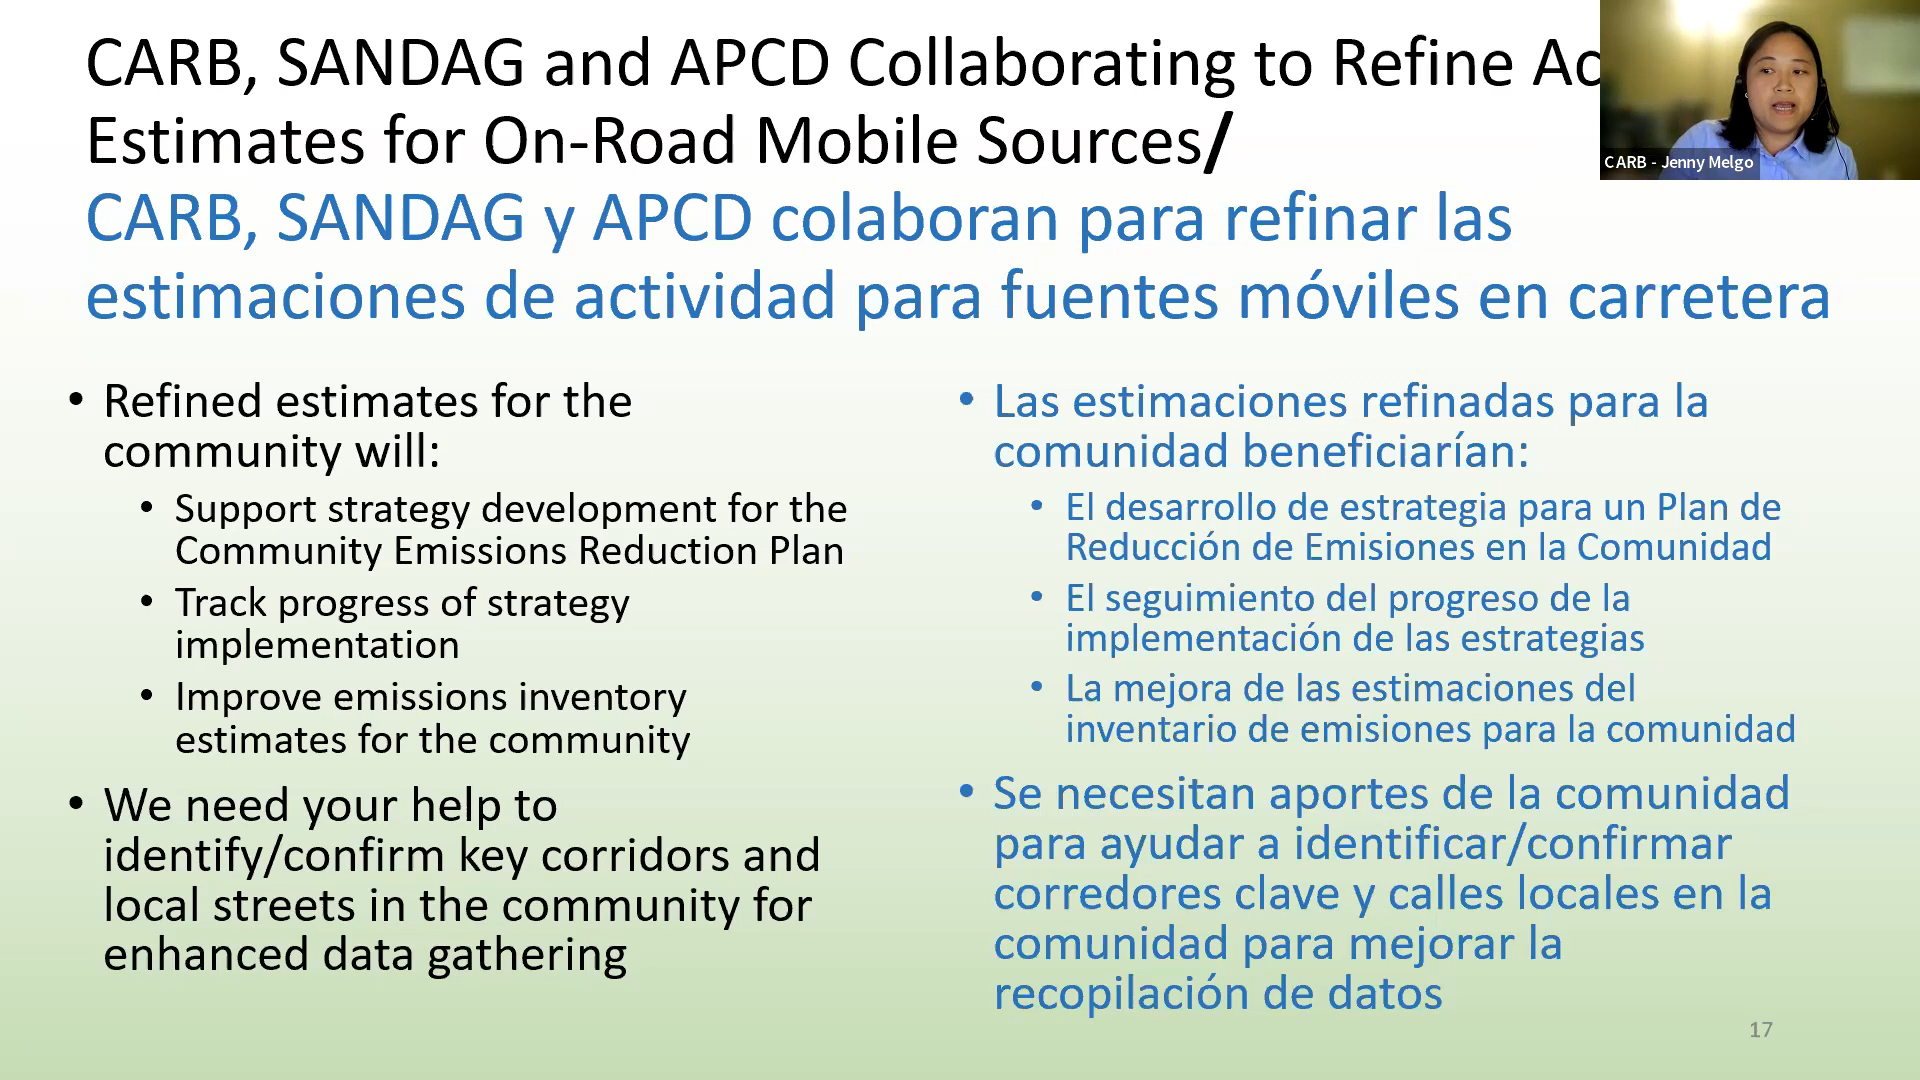 CARB, SANDAG and APCD Collaborating to Refine
Estimates for On-Road Mobile Sources/
CARB, SANDAG y APCD colaboran para refinar las
estimaciones de actividad para fuentes móviles en carretera
CARB - Jenny Melgo
• Refined estimates for the
community will:
• Support strategy development for the
Community Emissions Reduction Plan
• Track progress of strategy
implementation
• Improve emissions inventory
estimates for the community
• We need your help to
identify/confirm key corridors and
local streets in the community for
enhanced data gathering
• Las estimaciones refinadas para la
comunidad beneficiarían:
• El desarrollo de estrategia para un Plan de
Reducción de Emisiones en la Comunidad
• El seguimiento del progreso de la
implementación de las estrategias
• La mejora de las estimaciones del
inventario de emisiones para la comunidad
• Se necesitan aportes de la comunidad
para ayudar a identificar/confirmar
corredores clave y calles locales en la
comunidad para mejorar la
recopilación de datos
17